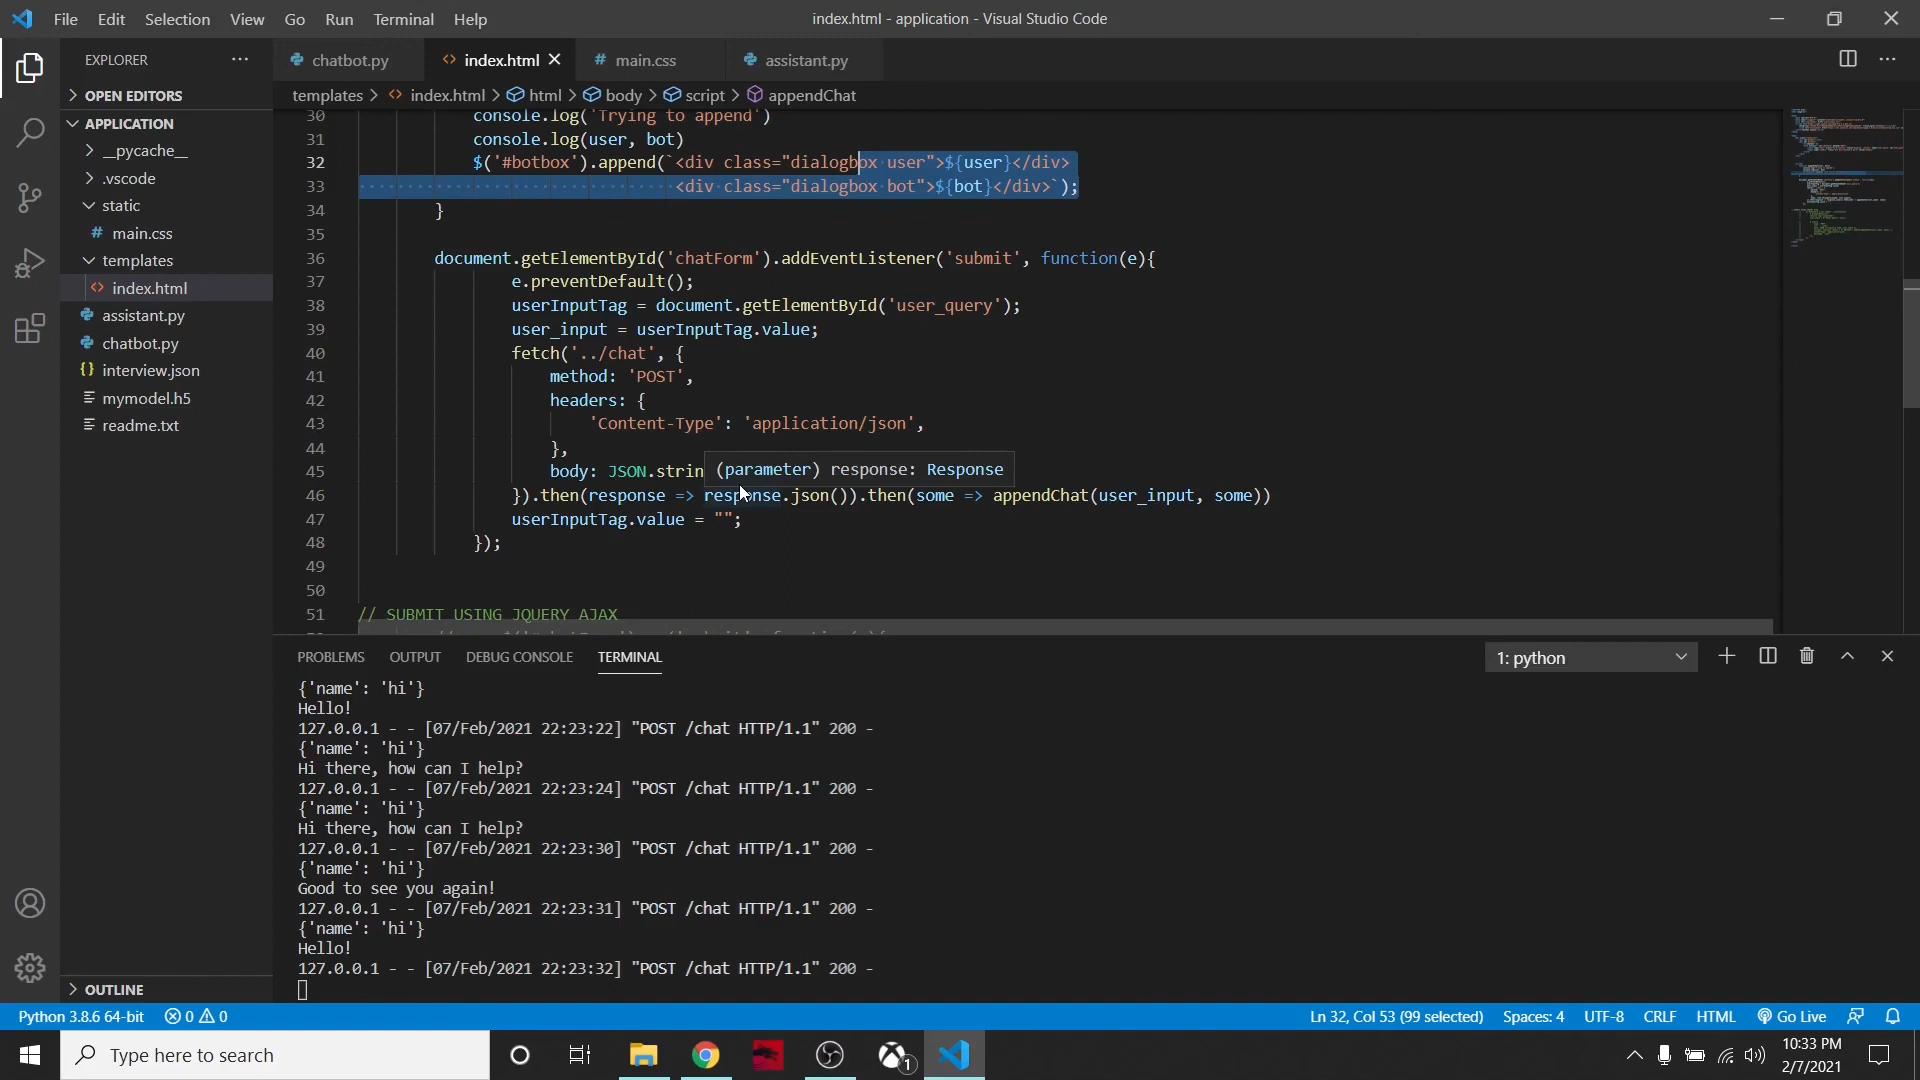 File Edit Selection View Go Run Terminal Help
index.html - application - Visual Studio Code
EXPLORER
chatbot.py
index.html
main.css
assistant.py
OPEN EDITORS
templates > index.html > html > body > script > appendChat
APPLICATION
__pycache__
.vscode
static
main.css
templates
index.html
assistant.py
chatbot.py
interview.json
mymodel.h5
readme.txt
OUTLINE
30 console.log('Trying to append')
31 console.log(user, bot)
32 $('#botbox').append(`<div class="dialogbox user">${user}</div>
33 <div class="dialogbox bot">${bot}</div>`);
34 }
35
36 document.getElementById('chatForm').addEventListener('submit', function(e){
37 e.preventDefault();
38 userInputTag = document.getElementById('user_query');
39 user_input = userInputTag.value;
40 fetch('../chat', {
41 method: 'POST',
42 headers: {
43 'Content-Type': 'application/json',
44 },
45 body: JSON.strin
(parameter) response: Response
46 }).then(response => response.json()).then(some => appendChat(user_input, some))
47 userInputTag.value = "";
48 });
49
50
51 // SUBMIT USING JQUERY AJAX
PROBLEMS OUTPUT DEBUG CONSOLE TERMINAL
1: python
{'name': 'hi'}
Hello!
127.0.0.1 - - [07/Feb/2021 22:23:22] "POST /chat HTTP/1.1" 200 -
{'name': 'hi'}
Hi there, how can I help?
127.0.0.1 - - [07/Feb/2021 22:23:24] "POST /chat HTTP/1.1" 200 -
{'name': 'hi'}
Hi there, how can I help?
127.0.0.1 - - [07/Feb/2021 22:23:30] "POST /chat HTTP/1.1" 200 -
{'name': 'hi'}
Good to see you again!
127.0.0.1 - - [07/Feb/2021 22:23:31] "POST /chat HTTP/1.1" 200 -
{'name': 'hi'}
Hello!
127.0.0.1 - - [07/Feb/2021 22:23:32] "POST /chat HTTP/1.1" 200 -
Python 3.8.6 64-bit 0 0
Ln 32, Col 53 (99 selected) Spaces: 4 UTF-8 CRLF HTML Go Live
Type here to search
1
10:33 PM
2/7/2021